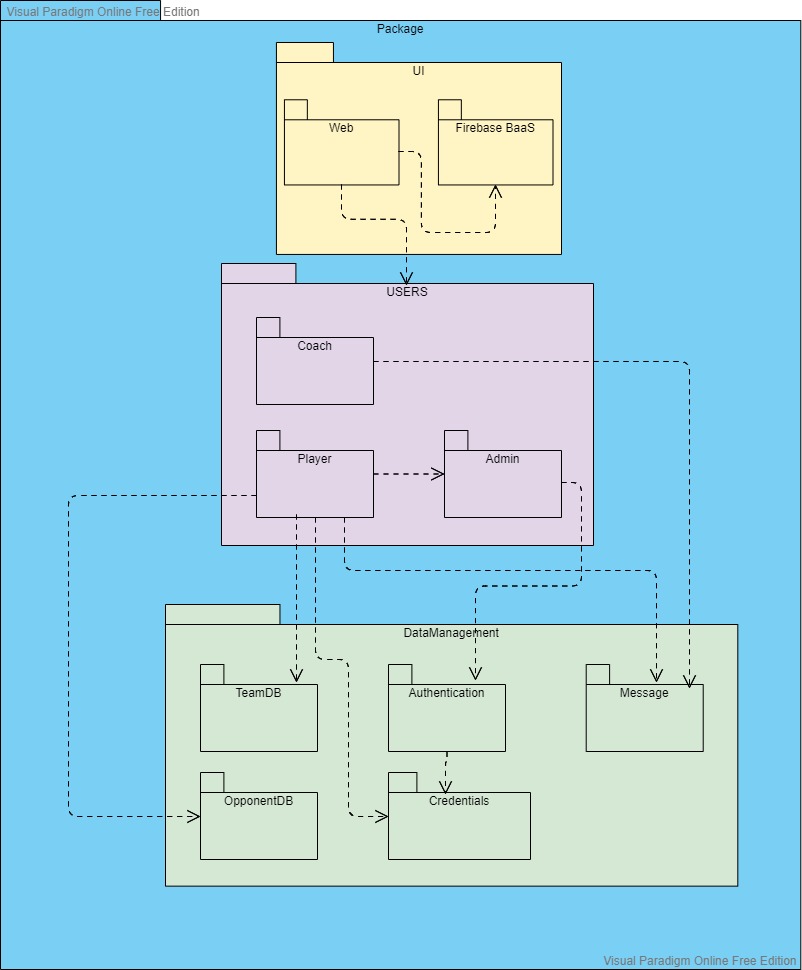 Visual Paradigm Online Free Edition
Package
UI
Web
Firebase BaaS
USERS
Coach
Player
Admin
DataManagement
TeamDB
Authentication
Message
OpponentDB
Credentials
Visual Paradigm Online Free Edition